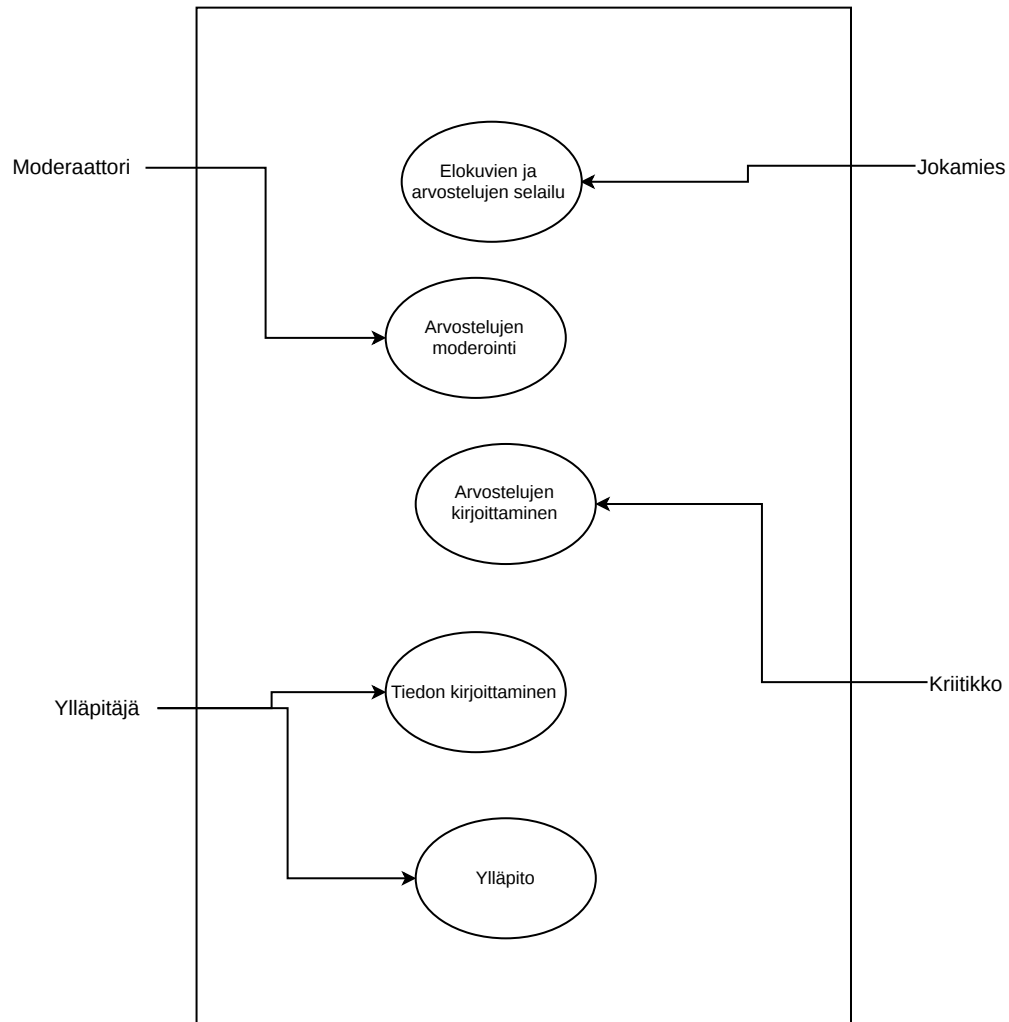 Moderaattori
Elokuvien ja
arvostelujen selailu
Jokamies
Arvostelujen
moderointi
Arvostelujen
kirjoittaminen
Tiedon kirjoittaminen
Kriitikko
Ylläpitäjä
Ylläpito